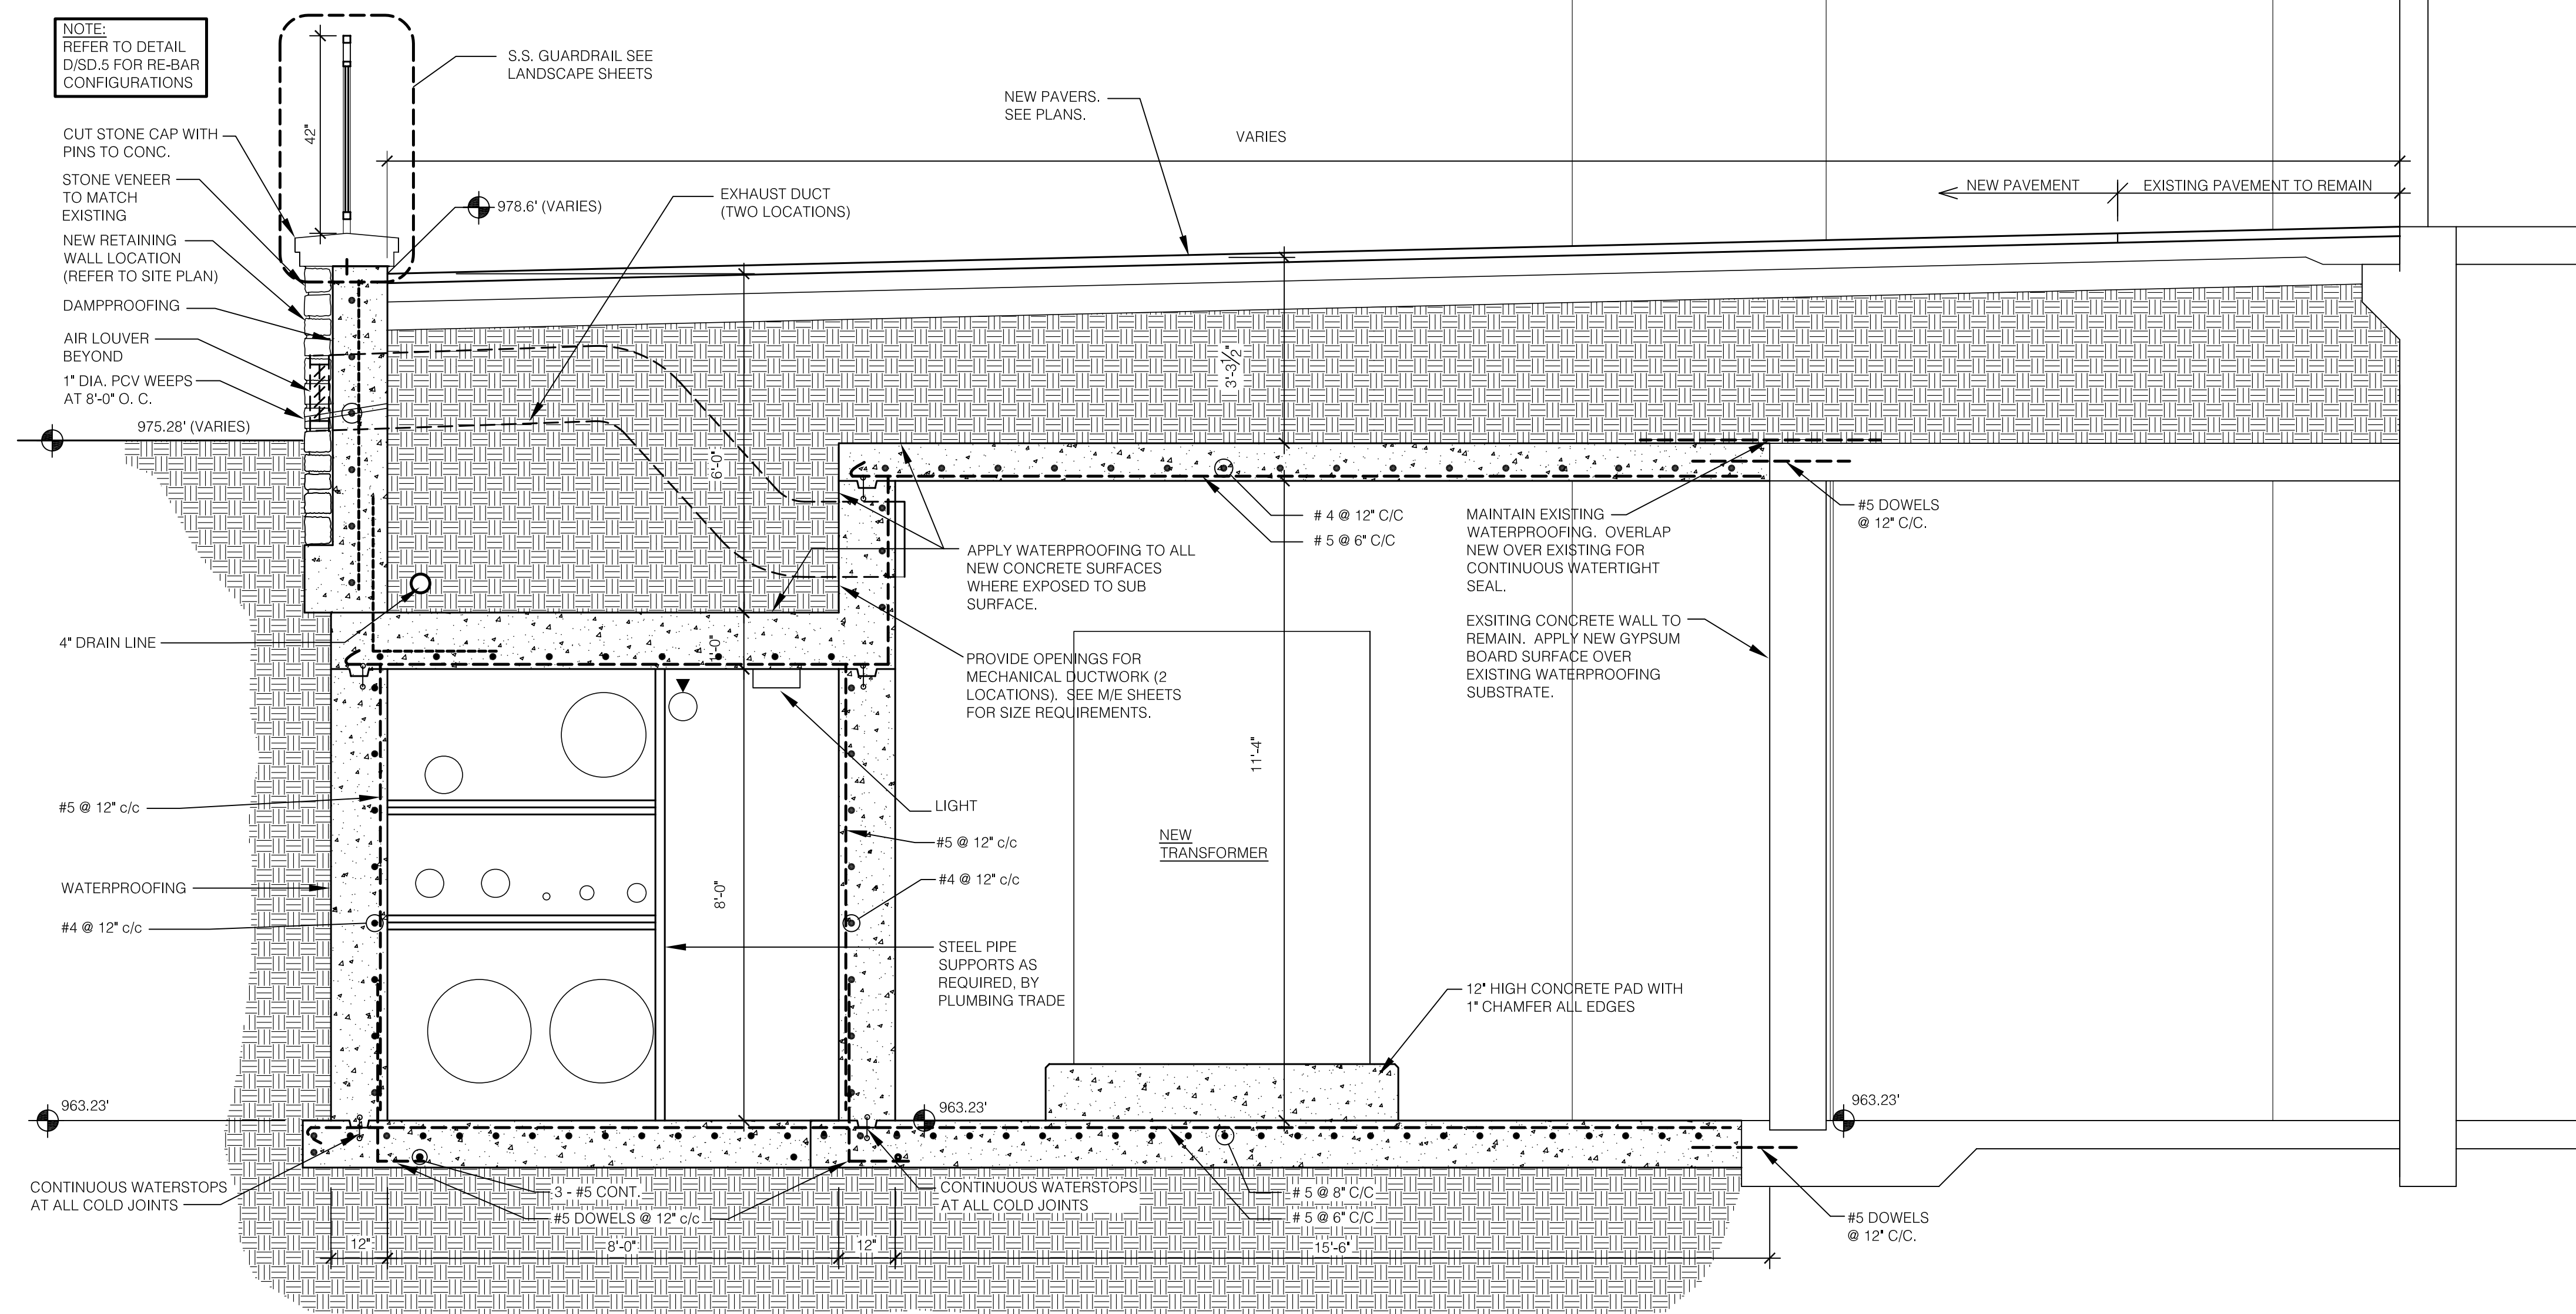 NOTE:
REFER TO DETAIL
D/SD.5 FOR RE-BAR
CONFIGURATIONS
42"
S.S. GUARDRAIL SEE
LANDSCAPE SHEETS
CUT STONE CAP WITH
PINS TO CONC.
STONE VENEER
TO MATCH
EXISTING
NEW RETAINING
WALL LOCATION
(REFER TO SITE PLAN)
DAMPPROOFING
AIR LOUVER
BEYOND
1" DIA. PCV WEEPS
AT 8'-0" O. C.
975.28' (VARIES)
978.6' (VARIES)
EXHAUST DUCT
(TWO LOCATIONS)
NEW PAVERS.
SEE PLANS.
VARIES
NEW PAVEMENT
EXISTING PAVEMENT TO REMAIN
3'-3½"
6'-0"
# 4 @ 12" C/C
# 5 @ 6" C/C
MAINTAIN EXISTING
WATERPROOFING. OVERLAP
NEW OVER EXISTING FOR
CONTINUOUS WATERTIGHT
SEAL.
#5 DOWELS
@ 12" C/C.
APPLY WATERPROOFING TO ALL
NEW CONCRETE SURFACES
WHERE EXPOSED TO SUB
SURFACE.
EXSITING CONCRETE WALL TO
REMAIN. APPLY NEW GYPSUM
BOARD SURFACE OVER
EXISTING WATERPROOFING
SUBSTRATE.
4" DRAIN LINE
1'-0"
PROVIDE OPENINGS FOR
MECHANICAL DUCTWORK (2
LOCATIONS). SEE M/E SHEETS
FOR SIZE REQUIREMENTS.
11'-4"
#5 @ 12" c/c
LIGHT
#5 @ 12" c/c
NEW
TRANSFORMER
WATERPROOFING
#4 @ 12" c/c
8'-0"
#4 @ 12" c/c
STEEL PIPE
SUPPORTS AS
REQUIRED, BY
PLUMBING TRADE
12" HIGH CONCRETE PAD WITH
1" CHAMFER ALL EDGES
963.23'
963.23'
963.23'
CONTINUOUS WATERSTOPS
AT ALL COLD JOINTS
3 - #5 CONT.
#5 DOWELS @ 12" c/c
CONTINUOUS WATERSTOPS
AT ALL COLD JOINTS
# 5 @ 8" C/C
# 5 @ 6" C/C
#5 DOWELS
@ 12" C/C.
12"
8'-0"
12"
15'-6"